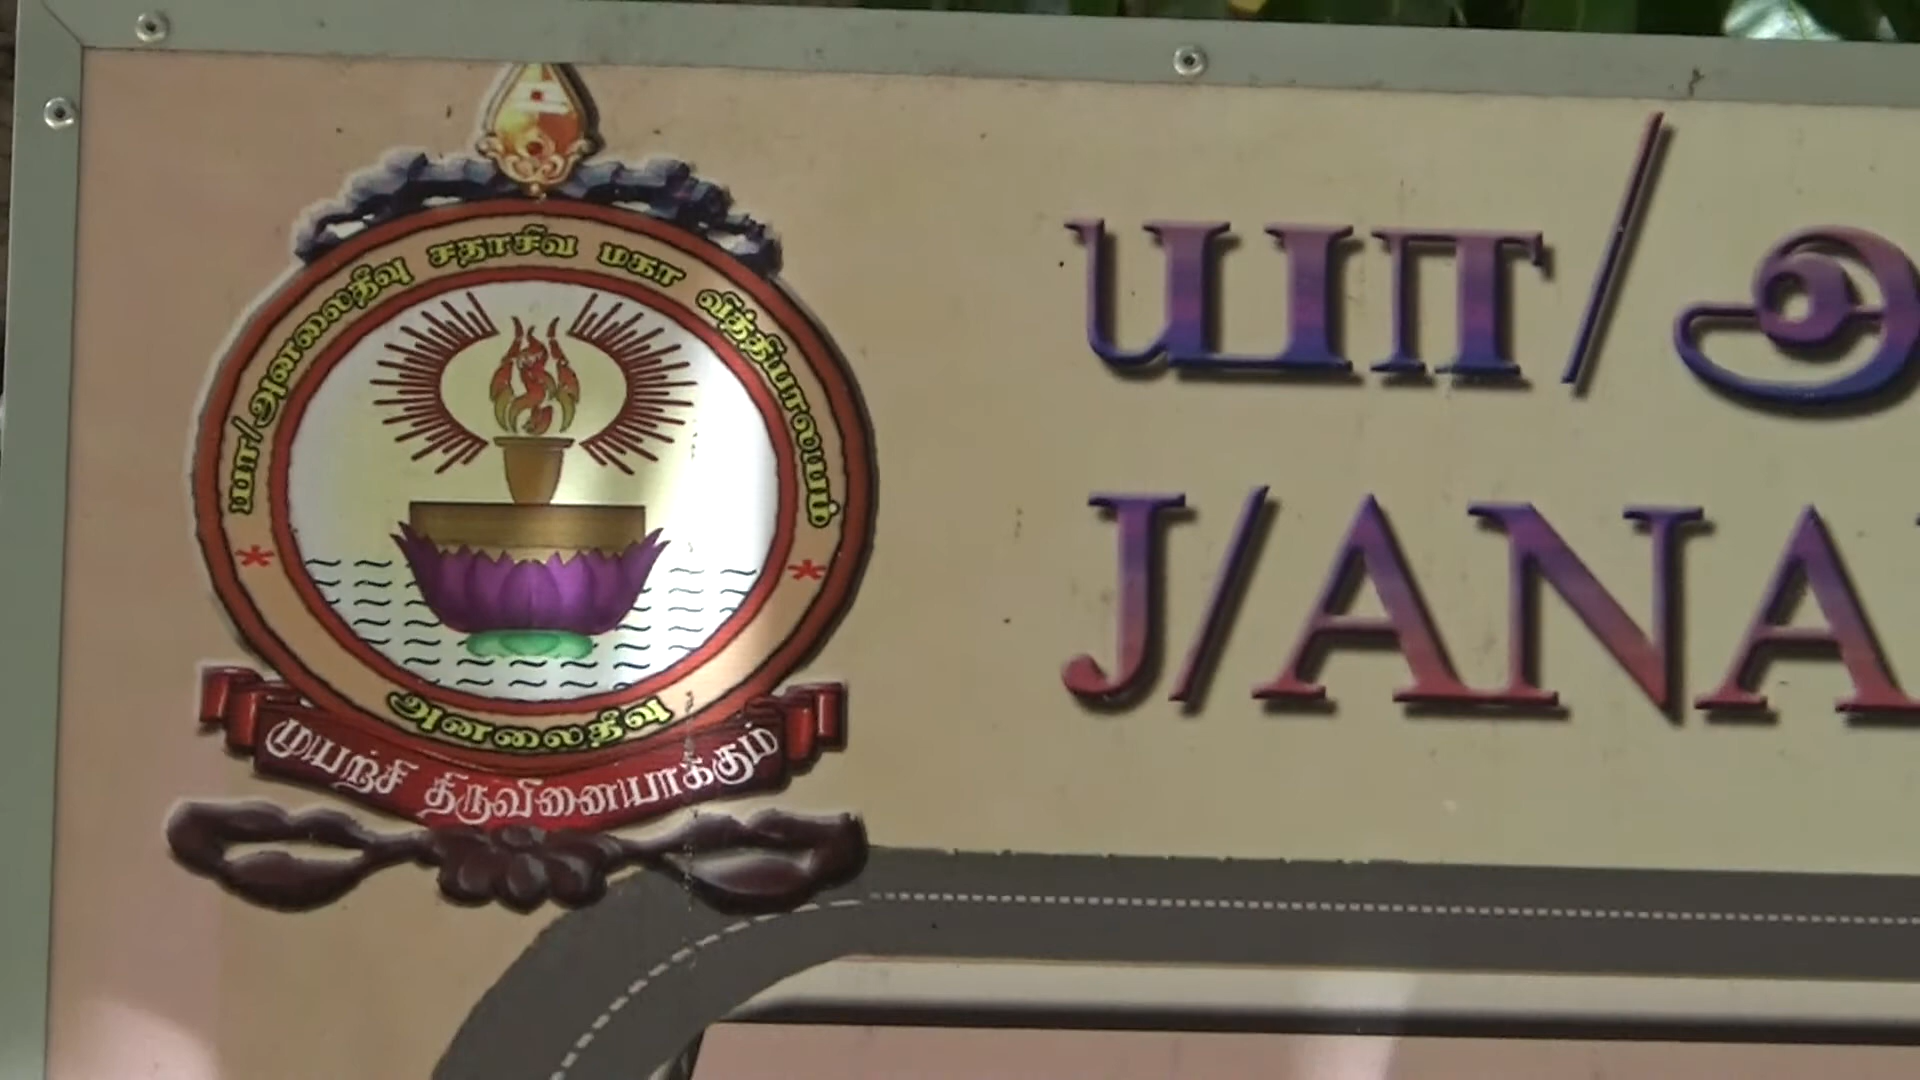 யா/அனலைதீவு சதாசிவ மகா வித்தியாலயம்
அனலைதீவு
முயற்சி திருவினையாக்கும்
யா/அ
J/ANA